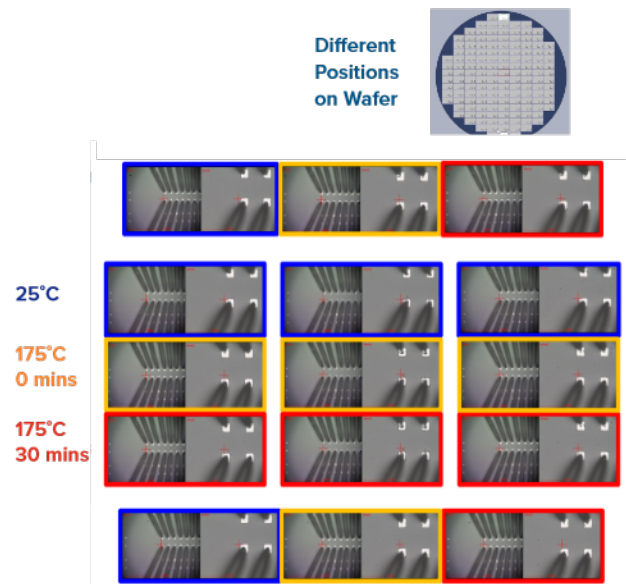 Different
Positions
on Wafer
25°C
175°C
0 mins
175°C
30 mins